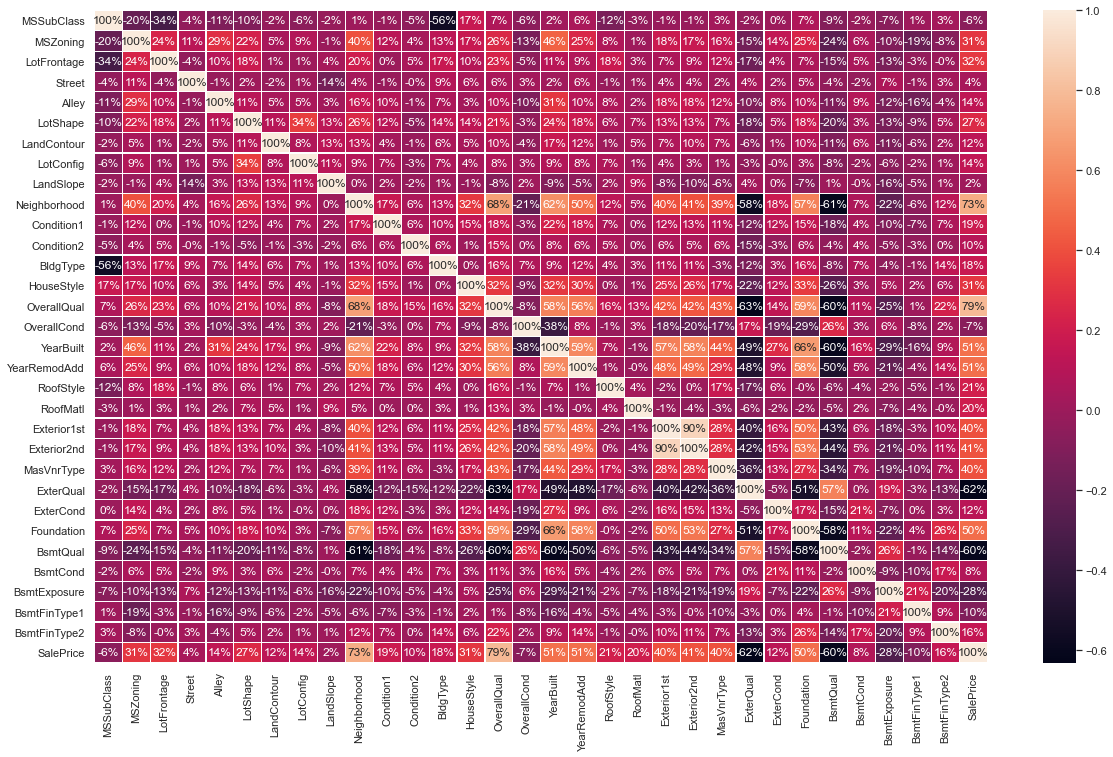 MSSubClass 100% -20% -34% -4% -11% -10% -2% -6% -2% 1% -1% -5% -56% 17% 7% -6% 2% 6% -12% -3% -1% -1% 3% -2% 0% 7% -9% -2% -7% 1% 3% -6%
MSZoning -20% 100% 24% 11% 29% 22% 5% 9% -1% 40% 12% 4% 13% 17% 26% -13% 46% 25% 8% 1% 18% 17% 16% -15% 14% 25% -24% 6% -10% -19% -8% 31%
LotFrontage -34% 24% 100% -4% 10% 18% 1% 1% 4% 20% 0% 5% 17% 10% 23% -5% 11% 9% 18% 3% 7% 9% 12% -17% 4% 7% -15% 5% -13% -3% -0% 32%
Street -4% 11% -4% 100% -1% 2% -2% 1% -14% 4% -1% -0% 9% 6% 6% 3% 2% 6% -1% 1% 4% 4% 2% 4% 2% 5% -4% -2% 7% -1% 3% 4%
Alley -11% 29% 10% -1% 100% 11% 5% 5% 3% 16% 10% -1% 7% 3% 10% -10% 31% 10% 8% 2% 18% 18% 12% -10% 8% 10% -11% 9% -12% -16% -4% 14%
LotShape -10% 22% 18% 2% 11% 100% 11% 34% 13% 26% 12% -5% 14% 14% 21% -3% 24% 18% 6% 7% 13% 13% 7% -18% 5% 18% -20% 3% -13% -9% 5% 27%
LandContour -2% 5% 1% -2% 5% 11% 100% 8% 13% 13% 4% -1% 6% 5% 10% -4% 17% 12% 1% 5% 7% 10% 7% -6% 1% 10% -11% 6% -11% -6% 2% 12%
LotConfig -6% 9% 1% 1% 5% 34% 8% 100% 11% 9% 7% -3% 7% 4% 8% 3% 9% 8% 7% 1% 4% 3% 1% -3% -0% 3% -8% -2% -6% -2% 1% 14%
LandSlope -2% -1% 4% -14% 3% 13% 13% 11% 100% 0% 2% -2% 1% -1% -8% 2% -9% -5% 2% 9% -8% -10% -6% 4% 0% -7% 1% -0% -16% -5% 1% 2%
Neighborhood 1% 40% 20% 4% 16% 26% 13% 9% 0% 100% 17% 6% 13% 32% 68% -21% 62% 50% 12% 5% 40% 41% 39% -58% 18% 57% -61% 7% -22% -6% 12% 73%
Condition1 -1% 12% 0% -1% 10% 12% 4% 7% 2% 17% 100% 6% 10% 15% 18% -3% 22% 18% 7% 0% 12% 13% 11% -12% 12% 15% -18% 4% -10% -7% 7% 19%
Condition2 -5% 4% 5% -0% -1% -5% -1% -3% -2% 6% 6% 100% 6% 1% 15% 0% 8% 6% 5% 0% 6% 5% 6% -15% -3% 6% -4% 4% -5% -3% 0% 10%
BldgType -56% 13% 17% 9% 7% 14% 6% 7% 1% 13% 10% 6% 100% 0% 16% 7% 9% 12% 4% 3% 11% 11% -3% -12% 3% 16% -8% 7% -4% -1% 14% 18%
HouseStyle 17% 17% 10% 6% 3% 14% 5% 4% -1% 32% 15% 1% 0% 100% 32% -9% 32% 30% 0% 1% 25% 26% 17% -22% 12% 33% -26% 3% 5% 2% 6% 31%
OverallQual 7% 26% 23% 6% 10% 21% 10% 8% -8% 68% 18% 15% 16% 32% 100% -8% 58% 56% 16% 13% 42% 42% 43% -63% 14% 59% -60% 11% -25% 1% 22% 79%
OverallCond -6% -13% -5% 3% -10% -3% -4% 3% 2% -21% -3% 0% 7% -9% -8% 100% -38% 8% -1% 3% -18% -20% -17% 17% -19% -29% 26% 3% 6% -8% 2% -7%
YearBuilt 2% 46% 11% 2% 31% 24% 17% 9% -9% 62% 22% 8% 9% 32% 58% -38% 100% 59% 7% -1% 57% 58% 44% -49% 27% 66% -60% 16% -29% -16% 9% 51%
YearRemodAdd 6% 25% 9% 6% 10% 18% 12% 8% -5% 50% 18% 6% 12% 30% 56% 8% 59% 100% 1% -0% 48% 49% 29% -48% 9% 58% -50% 5% -21% -4% 14% 51%
RoofStyle -12% 8% 18% -1% 8% 6% 1% 7% 2% 12% 7% 5% 4% 0% 16% -1% 7% 1% 100% 4% -2% 0% 17% -17% 6% -0% -6% -4% -2% -5% -1% 21%
RoofMatl -3% 1% 3% 1% 2% 7% 5% 1% 9% 5% 0% 0% 3% 1% 13% 3% -1% -0% 4% 100% -1% -4% -3% -6% -2% -2% -5% 2% -7% -4% -0% 20%
Exterior1st -1% 18% 7% 4% 18% 13% 7% 4% -8% 40% 12% 6% 11% 25% 42% -18% 57% 48% -2% -1% 100% 90% 28% -40% 16% 50% -43% 6% -18% -3% 10% 40%
Exterior2nd -1% 17% 9% 4% 18% 13% 10% 3% -10% 41% 13% 5% 11% 26% 42% -20% 58% 49% 0% -4% 90% 100% 28% -42% 15% 53% -44% 5% -21% -0% 11% 41%
MasVnrType 3% 16% 12% 2% 12% 7% 7% 1% -6% 39% 11% 6% -3% 17% 43% -17% 44% 29% 17% -3% 28% 28% 100% -36% 13% 27% -34% 7% -19% -10% 7% 40%
ExterQual -2% -15% -17% 4% -10% -18% -6% -3% 4% -58% -12% -15% -12% -22% -63% 17% -49% -48% -17% -6% -40% -42% -36% 100% -5% -51% 57% 0% 19% -3% -13% -62%
ExterCond 0% 14% 4% 2% 8% 5% 1% -0% 0% 18% 12% -3% 3% 12% 14% -19% 27% 9% 6% -2% 16% 15% 13% -5% 100% 17% -15% 21% -7% 0% 3% 12%
Foundation 7% 25% 7% 5% 10% 18% 10% 3% -7% 57% 15% 6% 16% 33% 59% -29% 66% 58% -0% -2% 50% 53% 27% -51% 17% 100% -58% 11% -22% 4% 26% 50%
BsmtQual -9% -24% -15% -4% -11% -20% -11% -8% 1% -61% -18% -4% -8% -26% -60% 26% -60% -50% -6% -5% -43% -44% -34% 57% -15% -58% 100% -2% 26% -1% -14% -60%
BsmtCond -2% 6% 5% -2% 9% 3% 6% -2% -0% 7% 4% 4% 7% 3% 11% 3% 16% 5% -4% 2% 6% 5% 7% 0% 21% 11% -2% 100% -9% -10% 17% 8%
BsmtExposure -7% -10% -13% 7% -12% -13% -11% -6% -16% -22% -10% -5% -4% 5% -25% 6% -29% -21% -2% -7% -18% -21% -19% 19% -7% -22% 26% -9% 100% 21% -20% -28%
BsmtFinType1 1% -19% -3% -1% -16% -9% -6% -2% -5% -6% -7% -3% -1% 2% 1% -8% -16% -4% -5% -4% -3% -0% -10% -3% 0% 4% -1% -10% 21% 100% 9% -10%
BsmtFinType2 3% -8% -0% 3% -4% 5% 2% 1% 1% 12% 7% 0% 14% 6% 22% 2% 9% 14% -1% -0% 10% 11% 7% -13% 3% 26% -14% 17% -20% 9% 100% 16%
SalePrice -6% 31% 32% 4% 14% 27% 12% 14% 2% 73% 19% 10% 18% 31% 79% -7% 51% 51% 21% 20% 40% 41% 40% -62% 12% 50% -60% 8% -28% -10% 16% 100%
MSSubClass MSZoning LotFrontage Street Alley LotShape LandContour LotConfig LandSlope Neighborhood Condition1 Condition2 BldgType HouseStyle OverallQual OverallCond YearBuilt YearRemodAdd RoofStyle RoofMatl Exterior1st Exterior2nd MasVnrType ExterQual ExterCond Foundation BsmtQual BsmtCond BsmtExposure BsmtFinType1 BsmtFinType2 SalePrice
1.0
0.8
0.6
0.4
0.2
0.0
−0.2
−0.4
−0.6